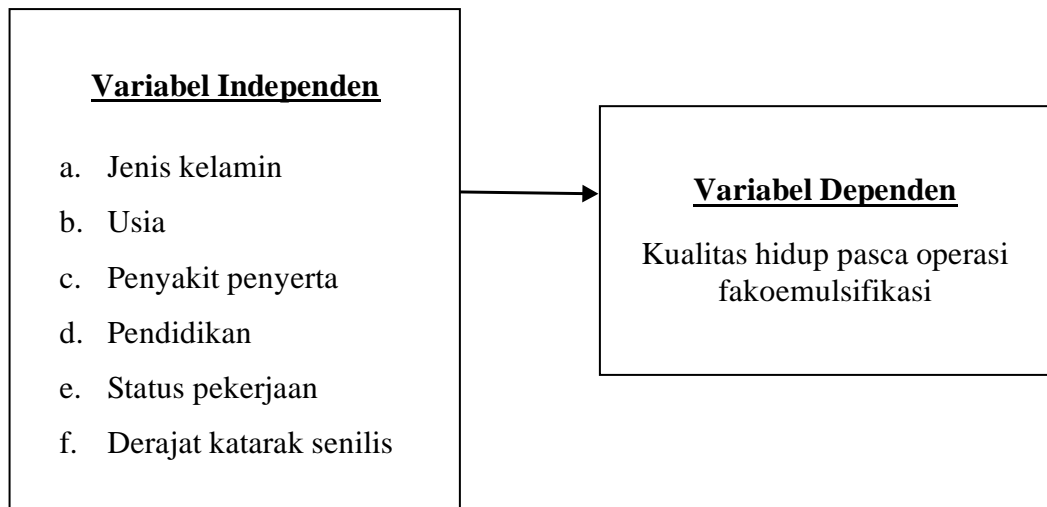 Variabel Independen
a. Jenis kelamin
b. Usia
c. Penyakit penyerta
d. Pendidikan
e. Status pekerjaan
f. Derajat katarak senilis
Variabel Dependen
Kualitas hidup pasca operasi
fakoemulsifikasi